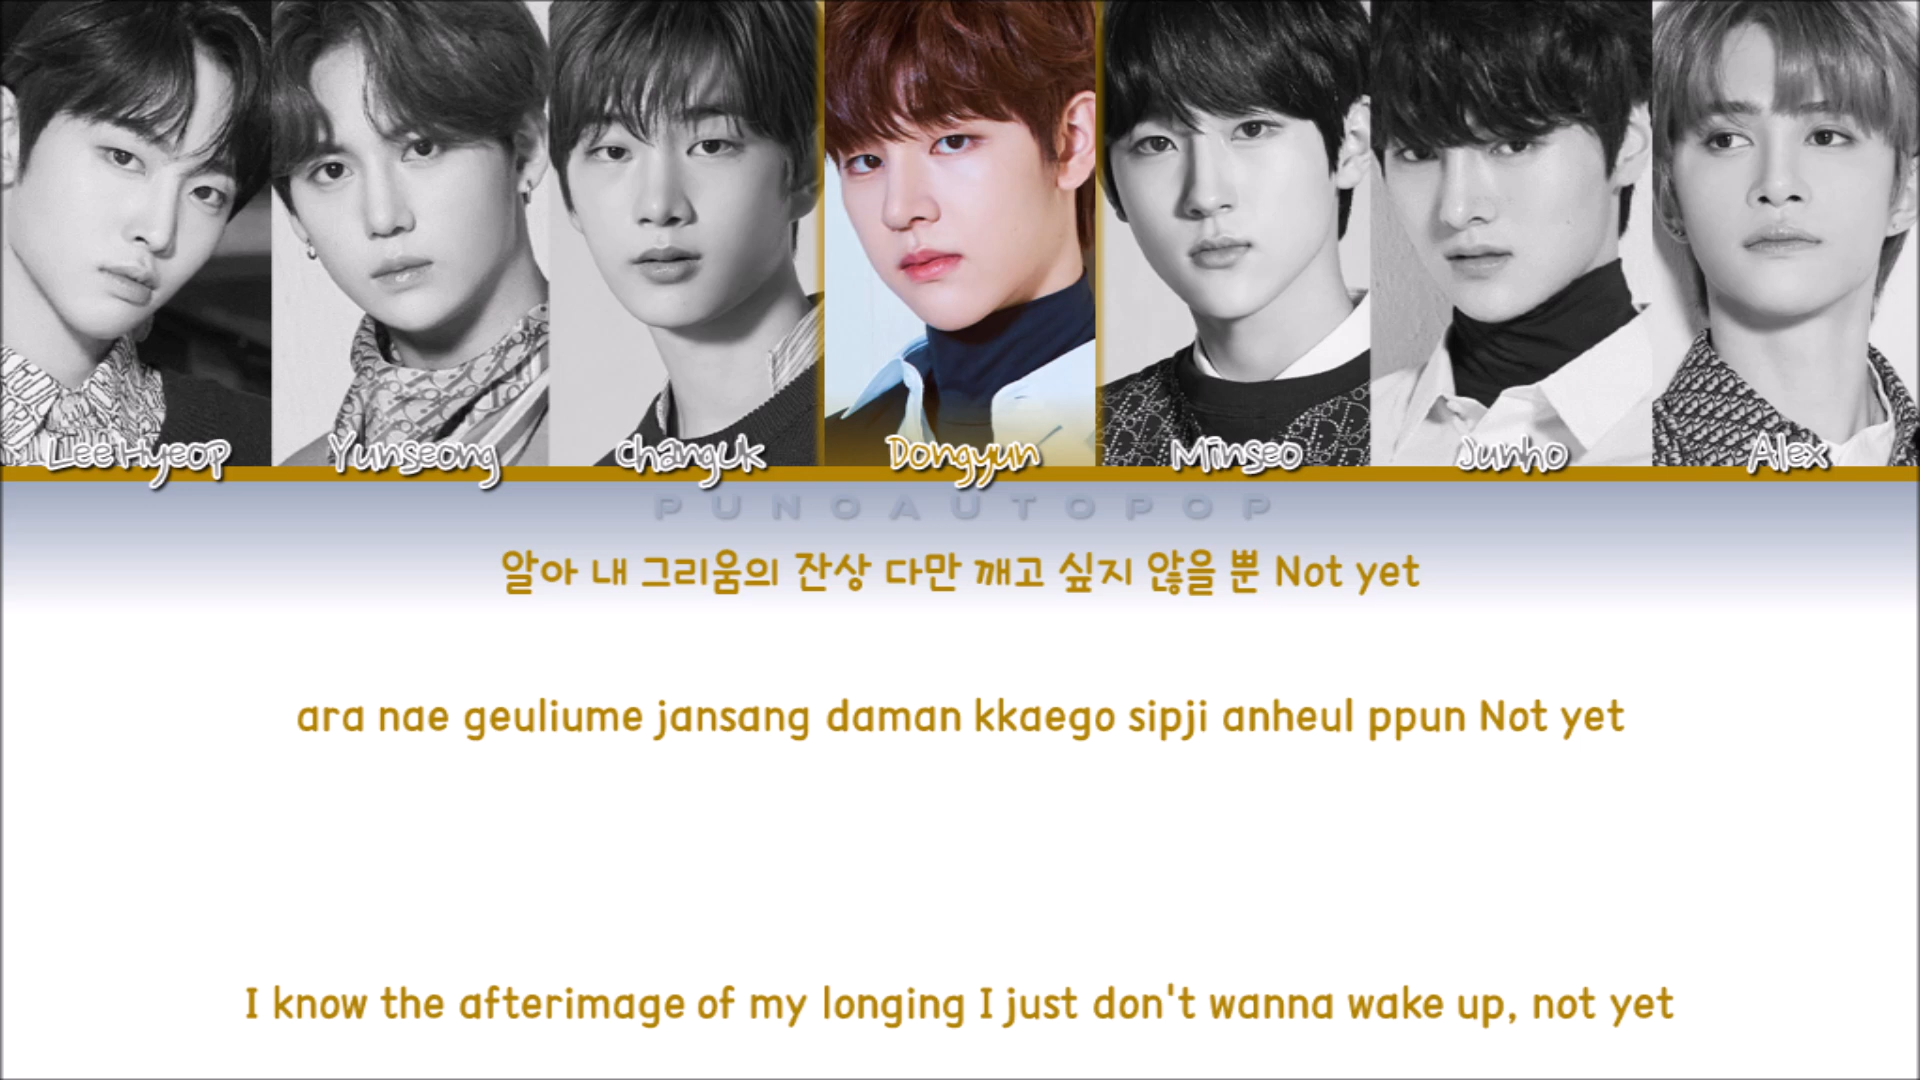 Lee Hyeop Yunseong Changuk Dongyun Minseo Junho Alex
PUNOAUTOPOP
알아 내 그리움의 잔상 다만 깨고 싶지 않을 뿐 Not yet
ara nae geuliume jansang daman kkaego sipji anheul ppun Not yet
I know the afterimage of my longing I just don't wanna wake up, not yet